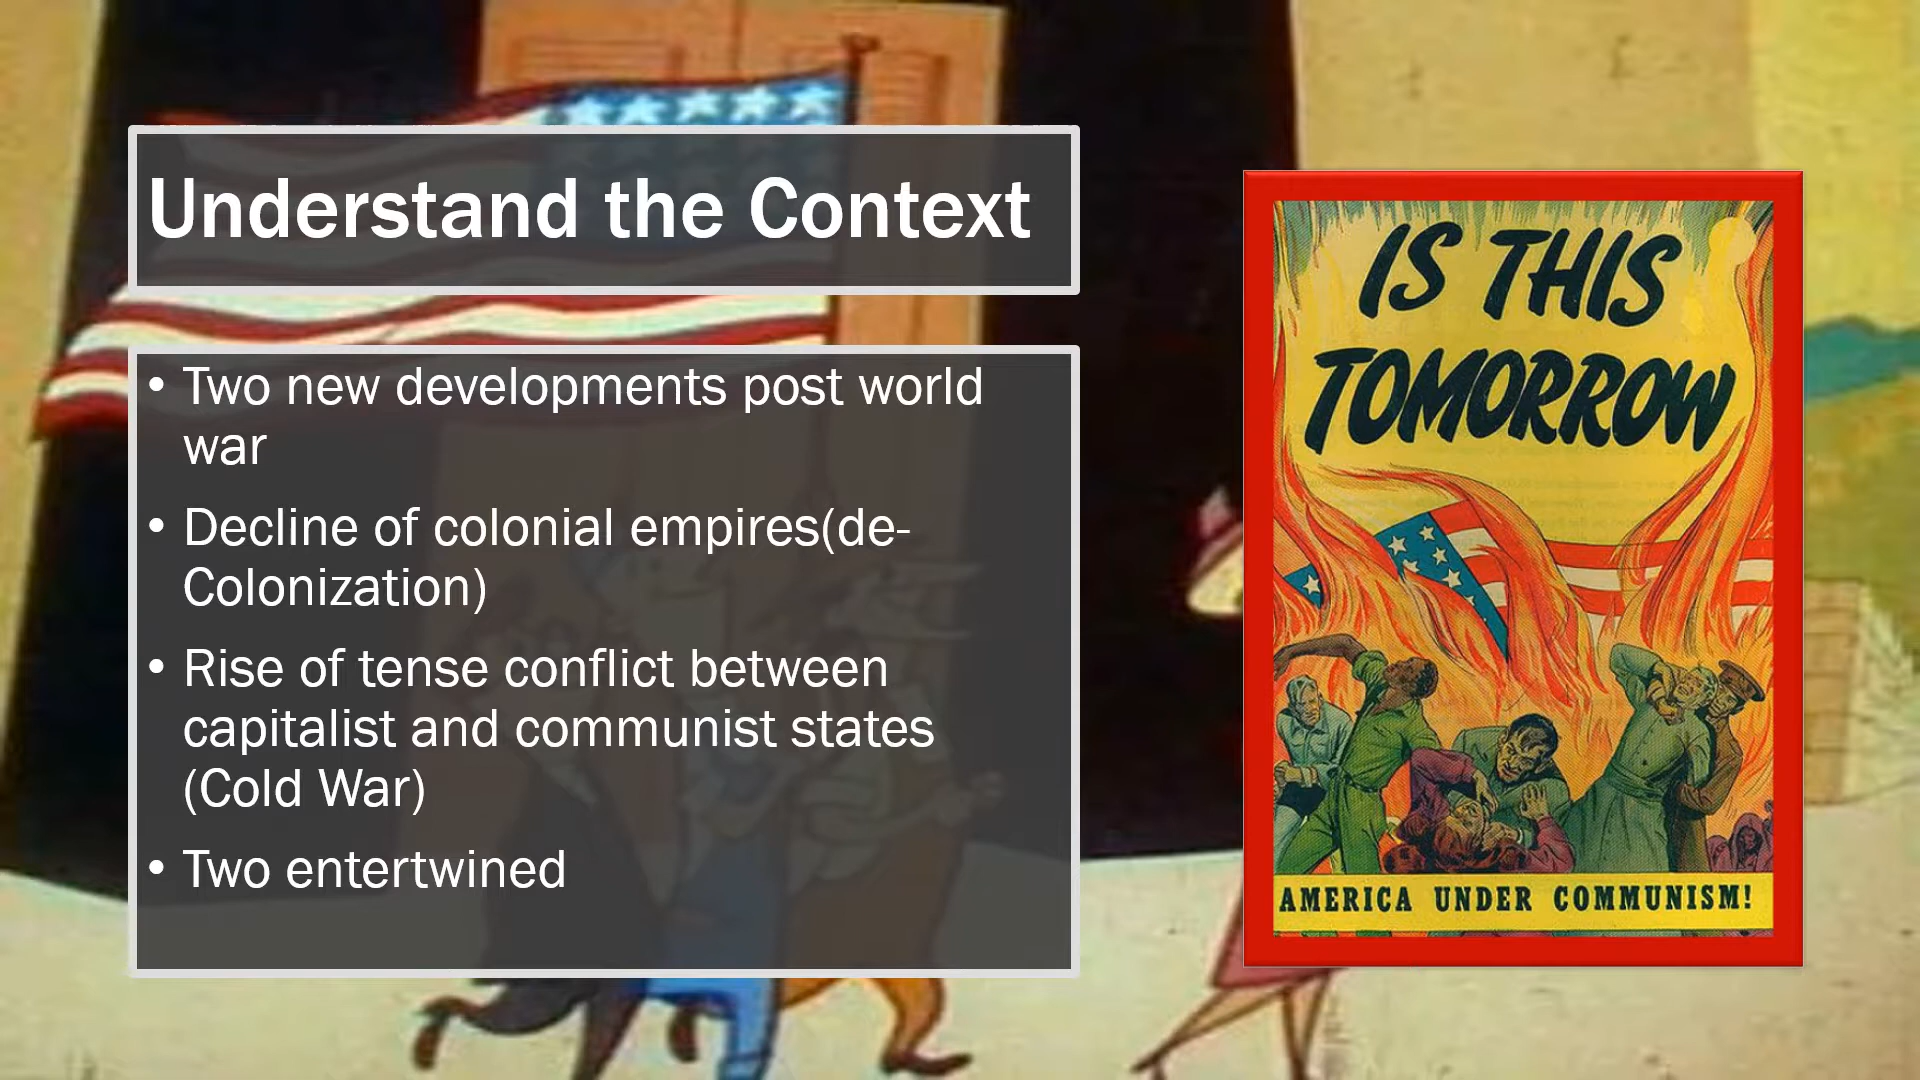 Understand the Context
• Two new developments post world
war
• Decline of colonial empires(de-
Colonization)
• Rise of tense conflict between
capitalist and communist states
(Cold War)
• Two entertwined
IS THIS
TOMORROW
AMERICA UNDER COMMUNISM!